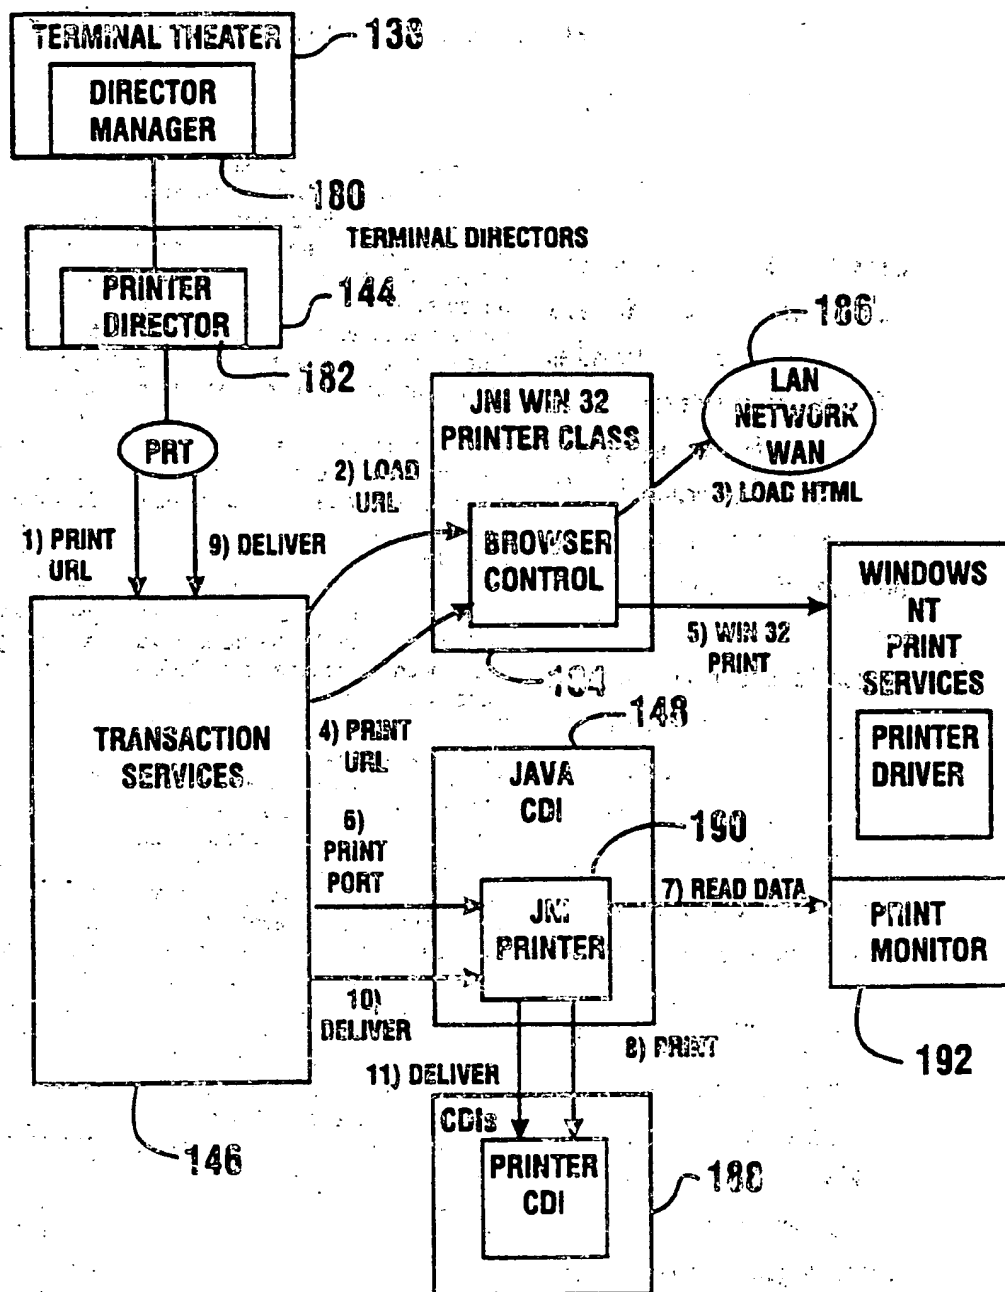 TERMINAL THEATER
138
DIRECTOR
MANAGER
180
TERMINAL DIRECTORS
PRINTER
DIRECTOR
144
182
186
LAN
NETWORK
WAN
JNI WIN 32
PRINTER CLASS
PRT
2) LOAD
URL
3) LOAD HTML
1) PRINT
URL
9) DELIVER
BROWSER
CONTROL
WINDOWS
NT
PRINT
SERVICES
5) WIN 32
PRINT
184
148
TRANSACTION
SERVICES
4) PRINT
URL
PRINTER
DRIVER
JAVA
CDI
6)
PRINT
PORT
190
7) READ DATA
JNI
PRINTER
PRINT
MONITOR
10)
DELIVER
8) PRINT
192
11) DELIVER
CDIs
146
PRINTER
CDI
188